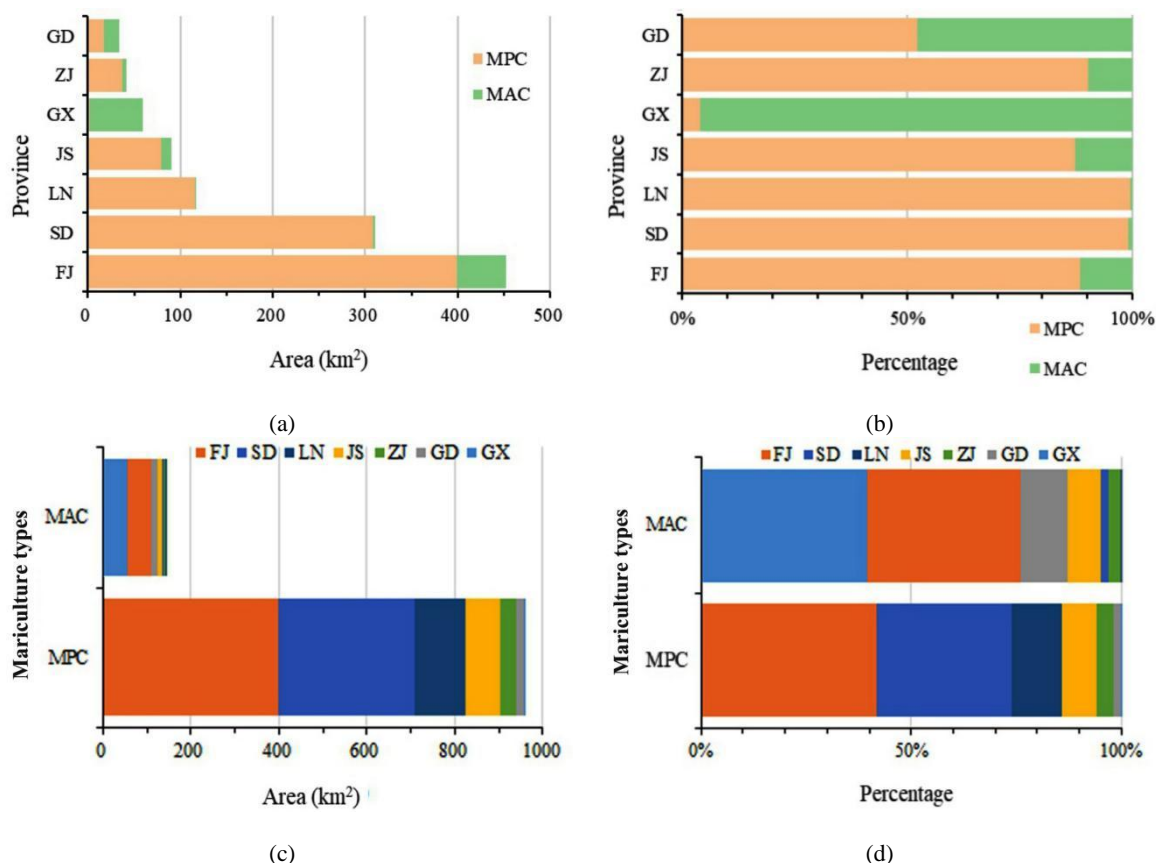 GD
ZJ
GX
JS
LN
SD
FJ
Province
MPC
MAC
0 100 200 300 400 500
Area (km²)
(a)
GD
ZJ
GX
JS
LN
SD
FJ
Province
0% 50% 100%
MPC
MAC
Percentage
(b)
FJ SD LN JS ZJ GD GX
MAC
MPC
Mariculture types
0 200 400 600 800 1000
Area (km²)
(c)
FJ SD LN JS ZJ GD GX
MAC
MPC
Mariculture types
0% 50% 100%
Percentage
(d)